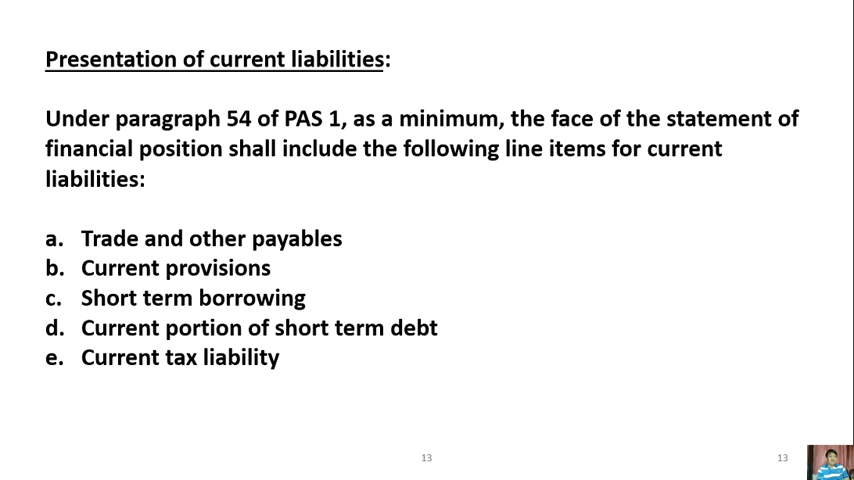 Presentation of current liabilities:
Under paragraph 54 of PAS 1, as a minimum, the face of the statement of
financial position shall include the following line items for current
liabilities:
a. Trade and other payables
b. Current provisions
c. Short term borrowing
d. Current portion of short term debt
e. Current tax liability
13
13